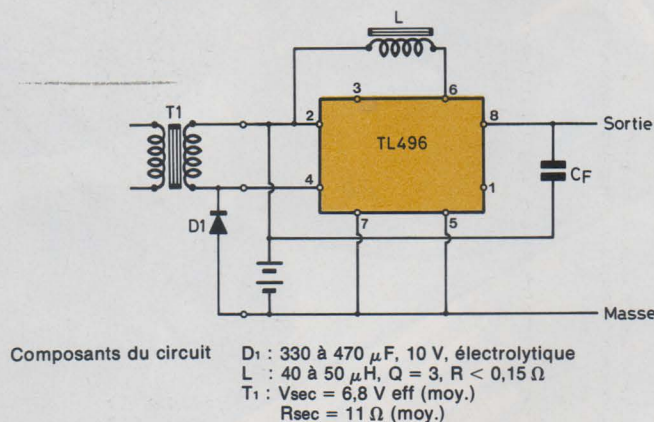 L
T1
3
6
2
8
Sortie
TL496
CF
4
1
D1
7
5
Masse
Composants du circuit D1 : 330 à 470 μF, 10 V, électrolytique
L : 40 à 50 μH, Q = 3, R < 0,15 Ω
T1 : Vsec = 6,8 V eff (moy.)
Rsec = 11 Ω (moy.)